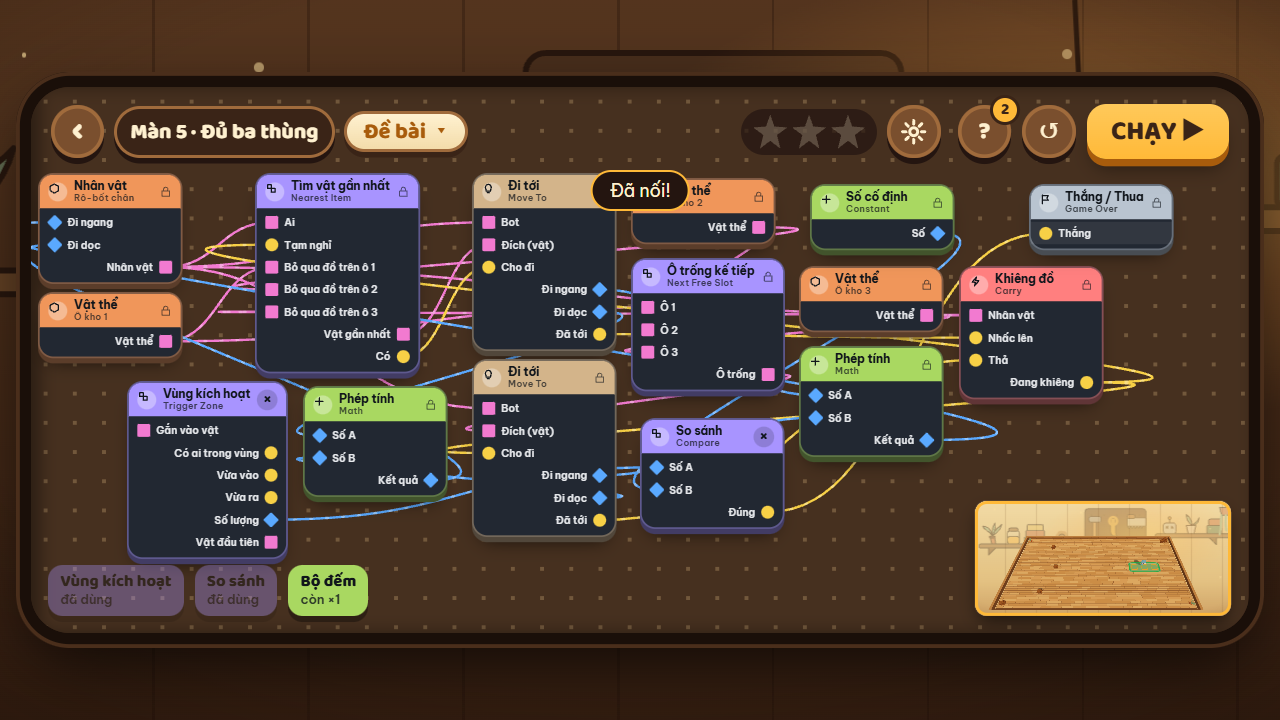 Màn 5 · Đủ ba thùng
Đề bài
2
?
CHẠY
Đã nối!
Nhân vật
Rô-bốt chân
Đi ngang
Đi dọc
Nhân vật
Vật thể
Ô kho 1
Vật thể
Tìm vật gần nhất
Nearest Item
Ai
Tạm nghỉ
Bỏ qua đồ trên ô 1
Bỏ qua đồ trên ô 2
Bỏ qua đồ trên ô 3
Vật gần nhất
Có
Đi tới
Move To
Bot
Đích (vật)
Cho đi
Đi ngang
Đi dọc
Đã tới
Vật thể
Ô trống kế tiếp
Next Free Slot
Ô 1
Ô 2
Ô 3
Ô trống
Số cố định
Constant
Số
Vật thể
Ô kho 3
Vật thể
Thắng / Thua
Game Over
Thắng
Khiêng đồ
Carry
Nhân vật
Nhấc lên
Thả
Đang khiêng
Phép tính
Math
Số A
Số B
Kết quả
Vùng kích hoạt
Trigger Zone
Gắn vào vật
Có ai trong vùng
Vừa vào
Vừa ra
Số lượng
Vật đầu tiên
Phép tính
Math
Số A
Số B
Kết quả
Đi tới
Move To
Bot
Đích (vật)
Cho đi
Đi ngang
Đi dọc
Đã tới
So sánh
Compare
Số A
Số B
Đúng
Vùng kích hoạt
đã dùng
So sánh
đã dùng
Bộ đếm
còn ×1